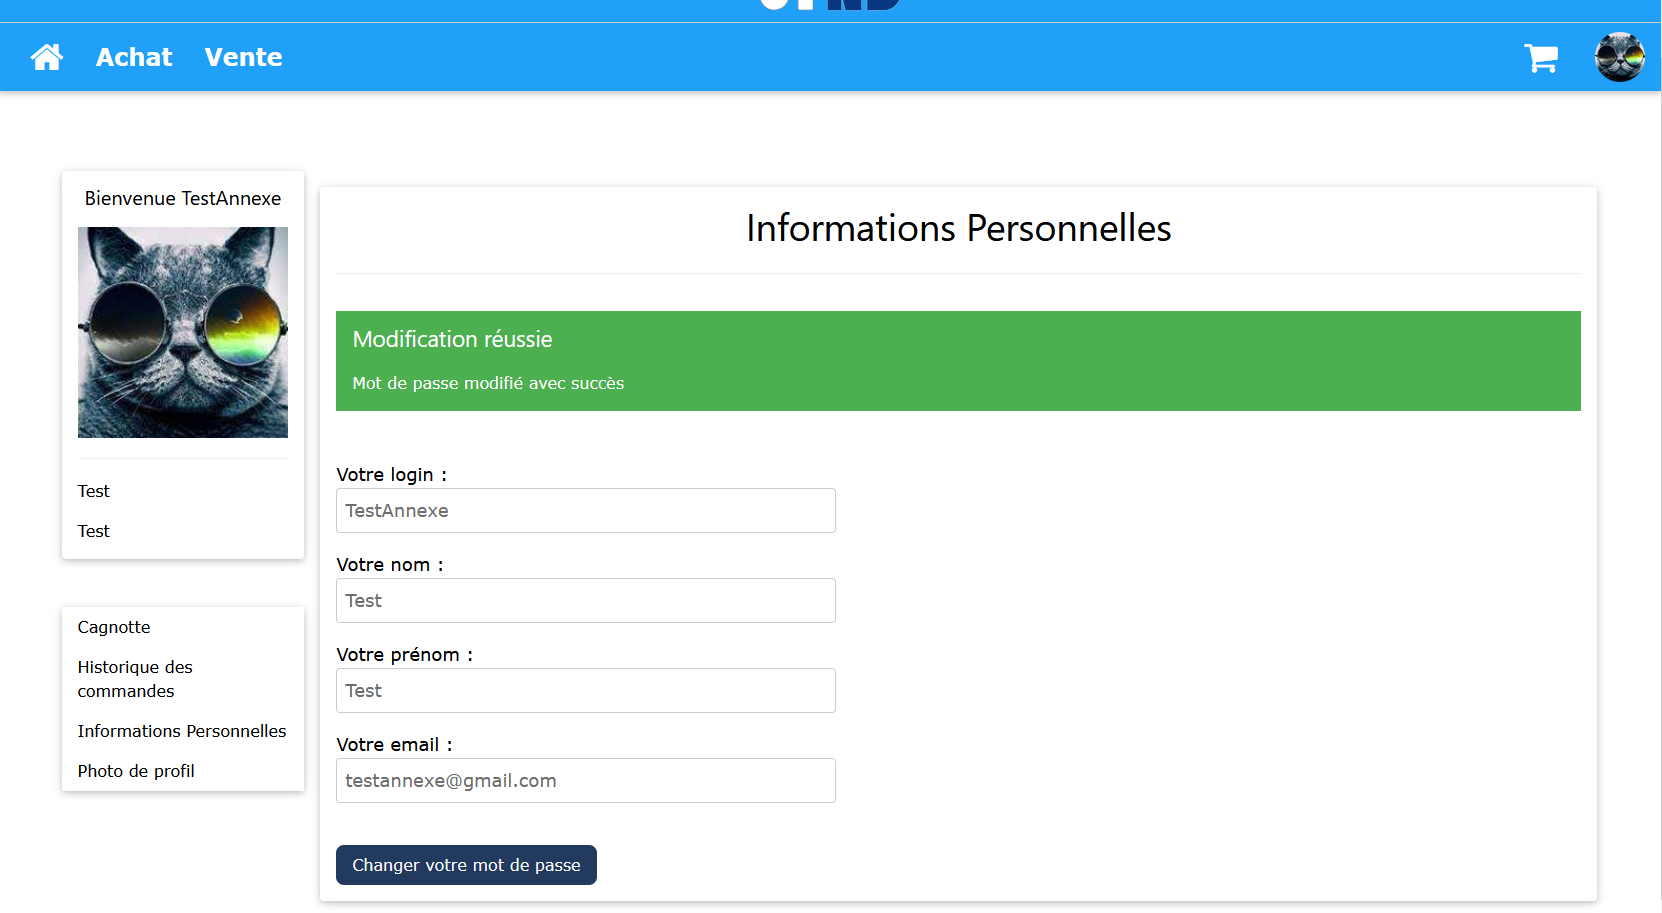 Achat Vente
Bienvenue TestAnnexe
Test
Test
Cagnotte
Historique des
commandes
Informations Personnelles
Photo de profil
Informations Personnelles
Modification réussie
Mot de passe modifié avec succès
Votre login :
TestAnnexe
Votre nom :
Test
Votre prénom :
Test
Votre email :
testannexe@gmail.com
Changer votre mot de passe